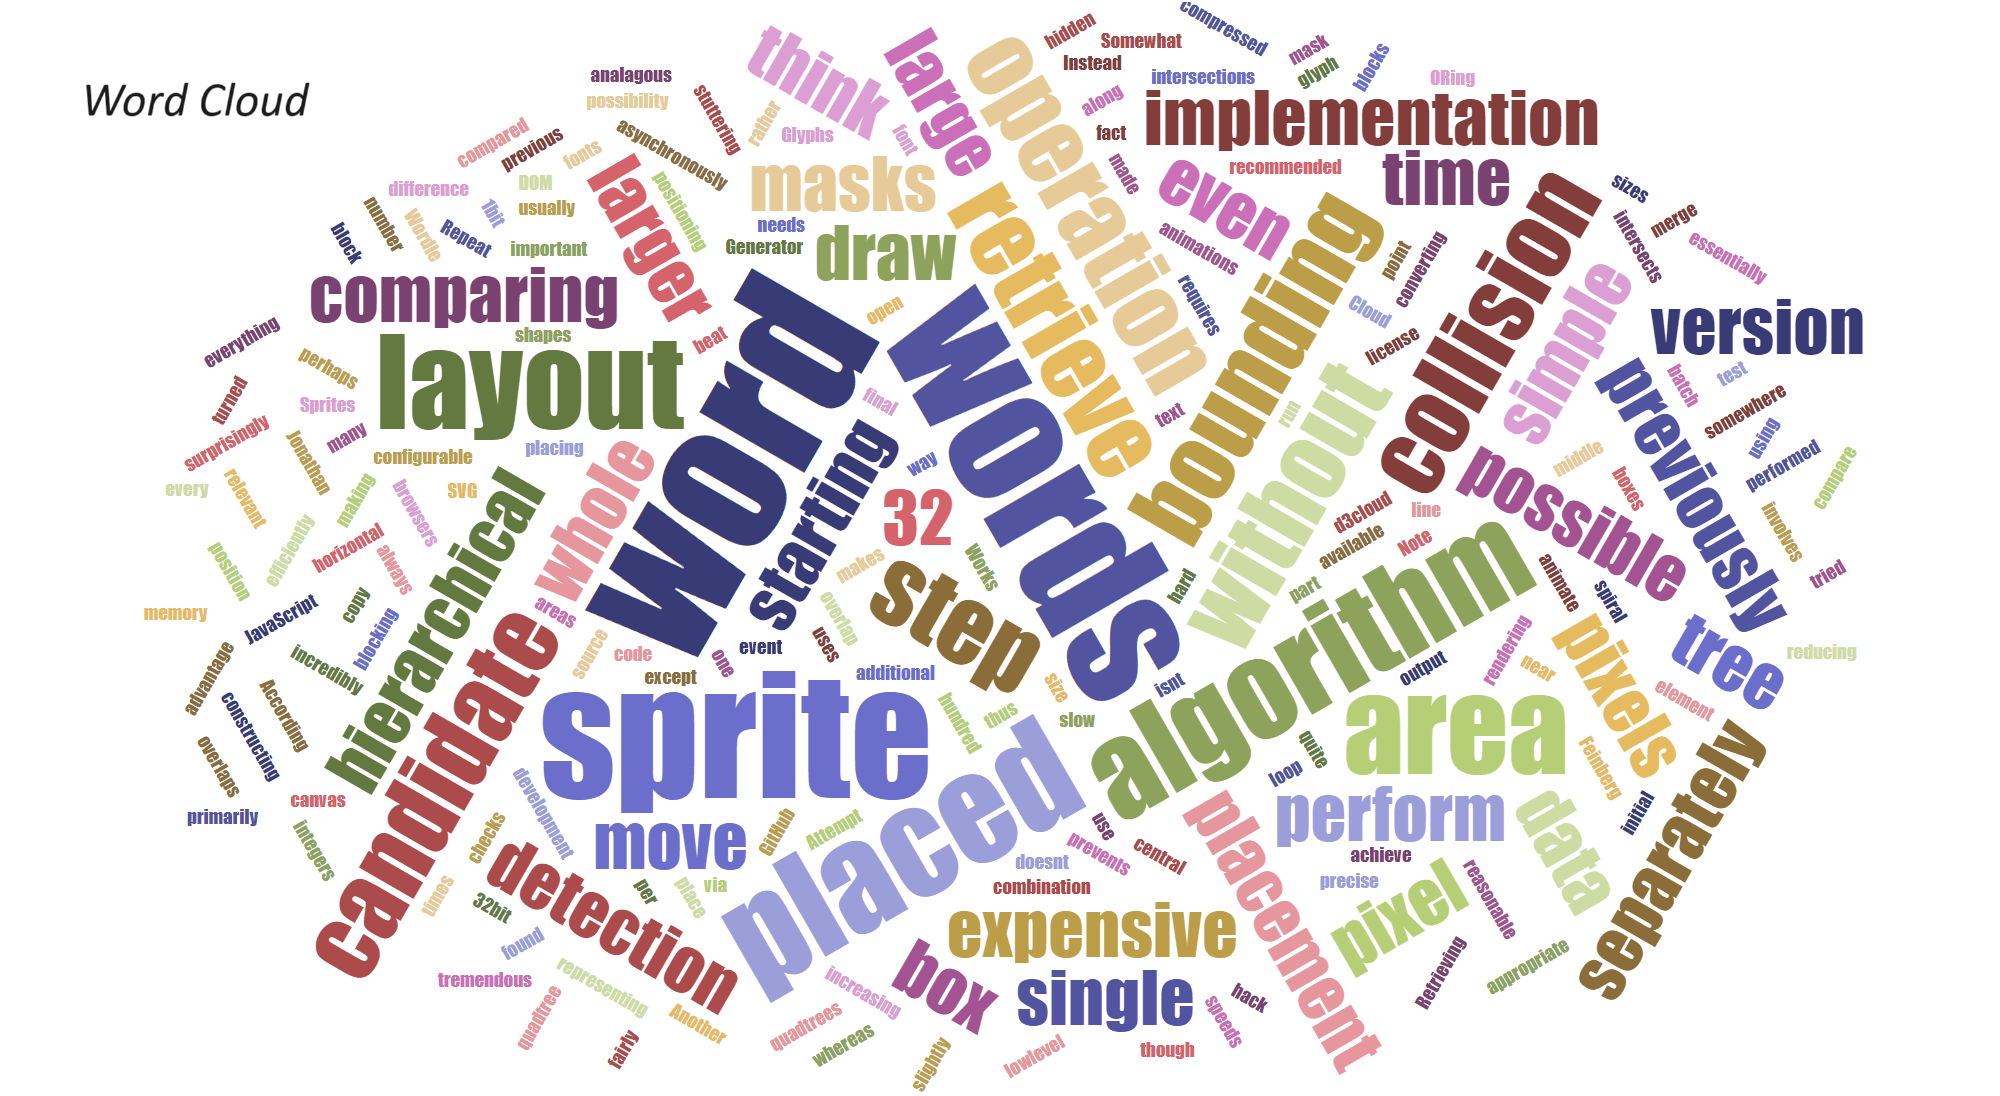 Word Cloud
compressed
hidden
Somewhat
mask
blocks
Instead
intersections
glyph
ORing
think
large
operation
analagous
possibility
stuttering
rather
Glyphs
font
along
fact
implementation
compared
previous
fonts
asynchronously
masks
made
even
recommended
time
difference
DOM
1bit
usually
larger
positioning
needs
Generator
draw
retrieve
animations
bounding
collision
sizes
intersects
merge
essentially
block
number
Wordle
Repeat
important
comparing
shapes
beat
open
requires
point
converting
Cloud
license
simple
version
everything
perhaps
turned
Sprites
layout
word
words
final
text
run
without
previously
batch
test
somewhere
surprisingly
Jonathan
many
configurable
placing
starting
way
middle
using
performed
compare
every
relevant
making
browsers
SVG
hierarchical
whole
32
d3cloud
line
possible
boxes
involves
position
efficiently
horizontal
always
makes
Works
hard
available
Note
animate
spiral
tried
memory
JavaScript
copy
blocking
candidate
areas
source
code
event
uses
overlap
step
part
algorithm
rendering
output
near
pixels
tree
reducing
advantage
incredibly
According
constructing
overlaps
except
one
additional
size
isnt
slow
element
sprite
hundred
thus
placed
area
quite
loop
Feinberg
initial
separately
primarily
canvas
integers
checks
development
move
GitHub
Attempt
use
prevents
central
placement
perform
data
times
32bit
detection
per
place
via
doesnt
combination
achieve
precise
pixel
reasonable
found
expensive
tremendous
representing
Another
box
single
increasing
quadtree
fairly
quadtrees
whereas
slightly
lowlevel
though
speeds
hack
Retrieving
appropriate